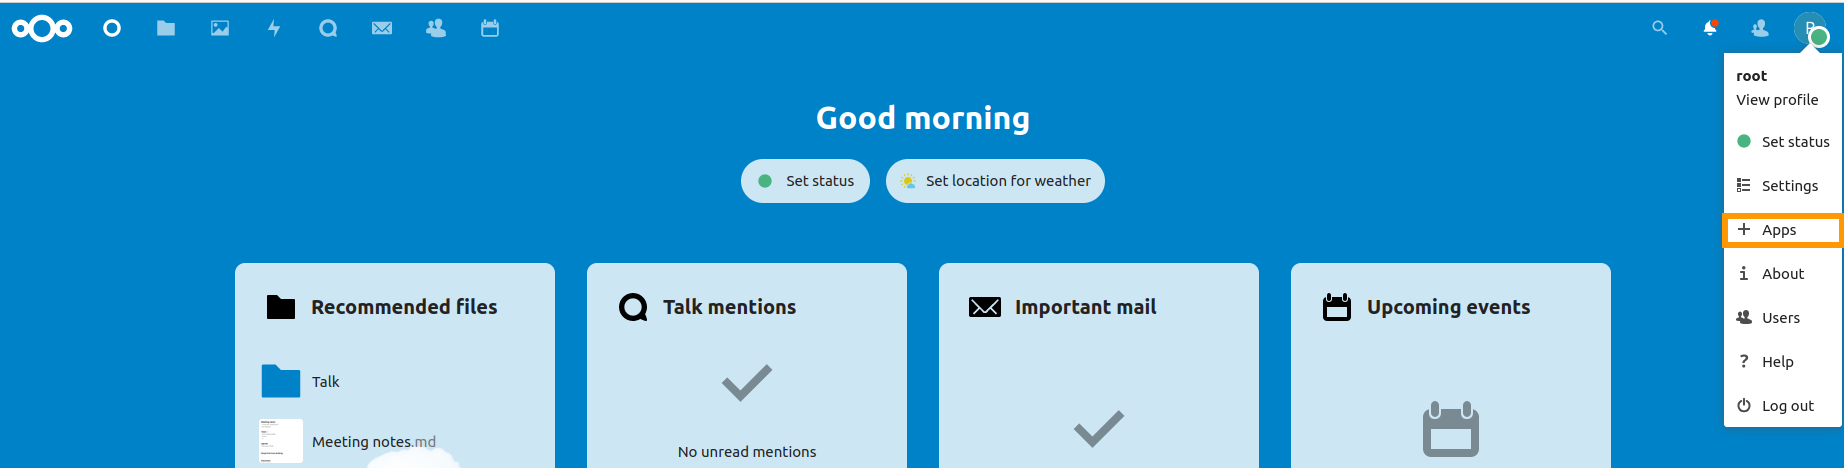 R
root
View profile
Good morning
Set status
Set status
Set location for weather
Settings
Apps
About
Recommended files
Talk mentions
Important mail
Upcoming events
Users
Help
Talk
Log out
Meeting notes.md
No unread mentions